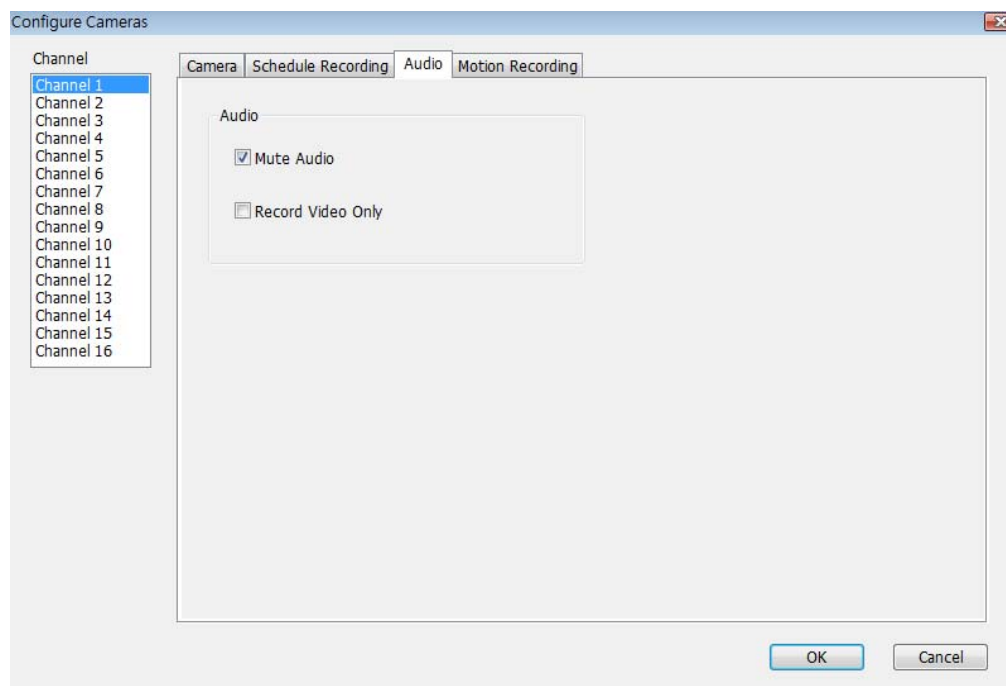 Configure Cameras
Channel
Channel 1
Channel 2
Channel 3
Channel 4
Channel 5
Channel 6
Channel 7
Channel 8
Channel 9
Channel 10
Channel 11
Channel 12
Channel 13
Channel 14
Channel 15
Channel 16
Camera Schedule Recording Audio Motion Recording
Audio
Mute Audio
Record Video Only
OK Cancel